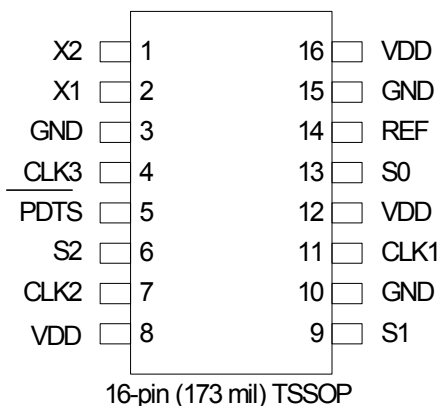 X2 1 16 VDD
X1 2 15 GND
GND 3 14 REF
CLK3 4 13 S0
PDTS 5 12 VDD
S2 6 11 CLK1
CLK2 7 10 GND
VDD 8 9 S1
16-pin (173 mil) TSSOP